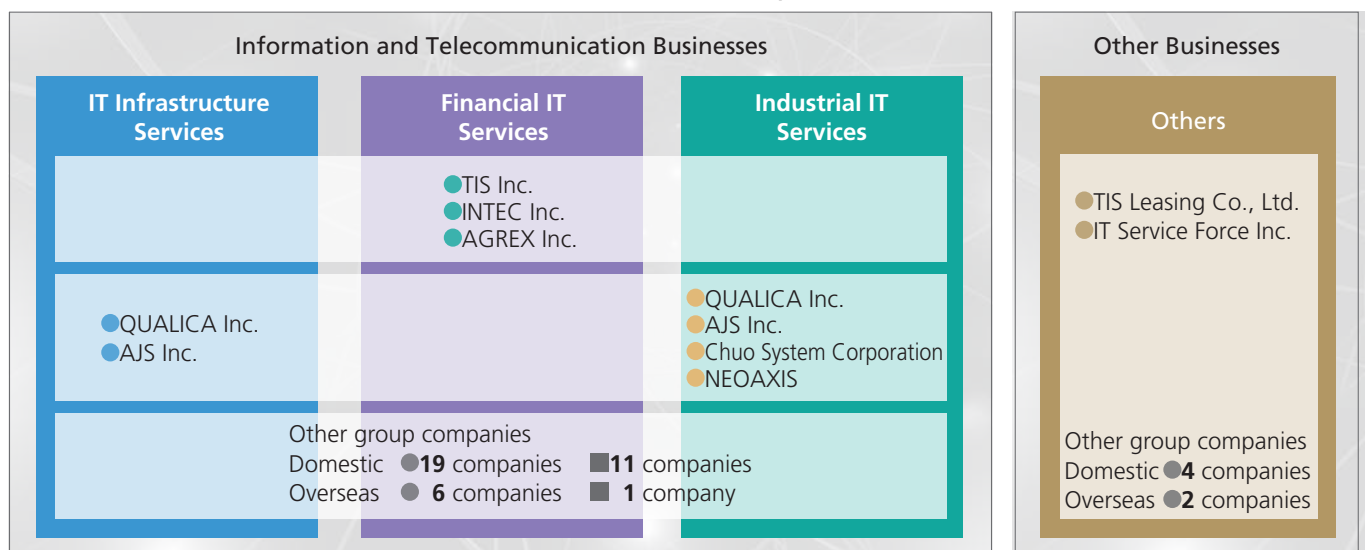 Information and Telecommunication Businesses
IT Infrastructure
Services
Financial IT
Services
Industrial IT
Services
●TIS Inc.
●INTEC Inc.
●AGREX Inc.
●QUALICA Inc.
●AJS Inc.
●QUALICA Inc.
●AJS Inc.
●Chuo System Corporation
●NEOAXIS
Other group companies
Domestic ●19 companies ■11 companies
Overseas ● 6 companies ■ 1 company
Other Businesses
Others
●TIS Leasing Co., Ltd.
●IT Service Force Inc.
Other group companies
Domestic ●4 companies
Overseas ●2 companies